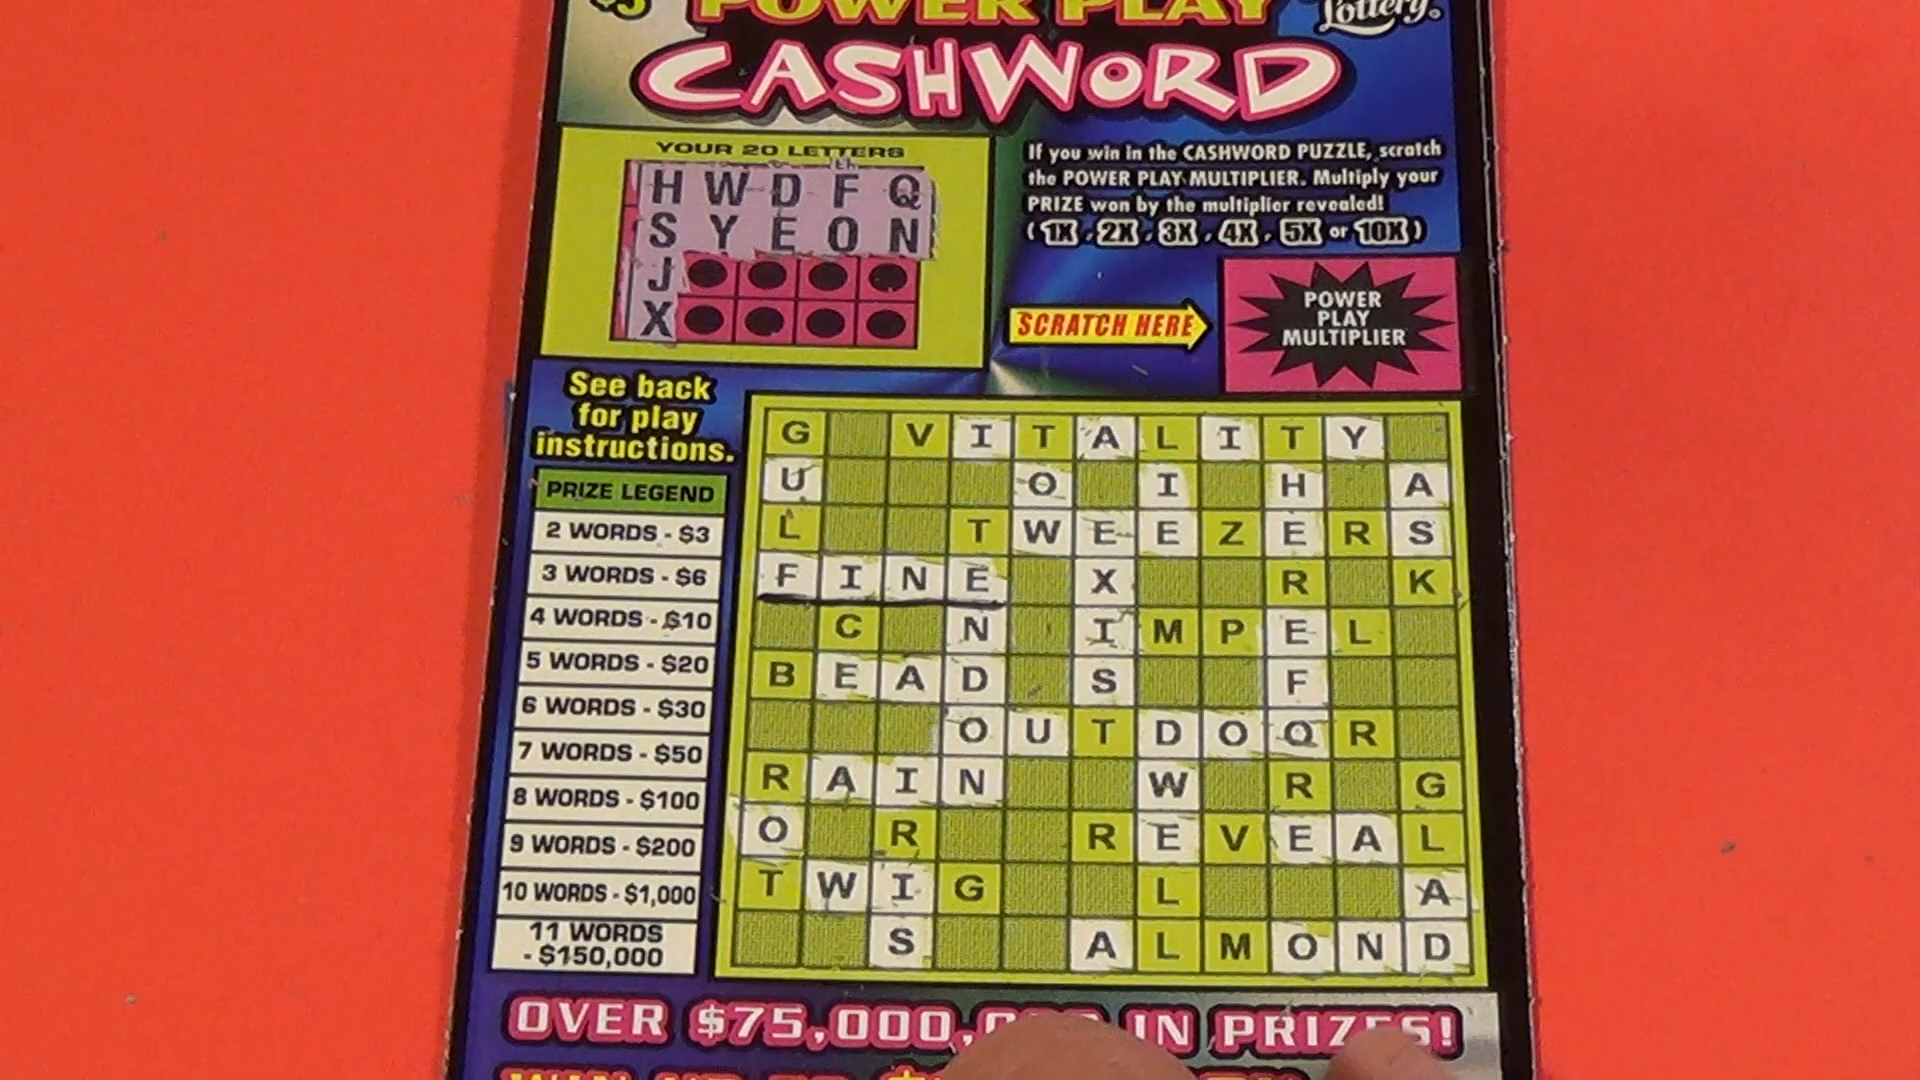 $3 POWER PLAY Lottery
CASHWORD
YOUR 20 LETTERS
H W D F Q
S Y E O N
J
X
If you win in the CASHWORD PUZZLE, scratch
the POWER PLAY MULTIPLIER. Multiply your
PRIZE won by the multiplier revealed!
(1X, 2X, 3X, 4X, 5X or 10X)
SCRATCH HERE
POWER
PLAY
MULTIPLIER
See back
for play
instructions.
PRIZE LEGEND
2 WORDS - $3
3 WORDS - $6
4 WORDS - $10
5 WORDS - $20
6 WORDS - $30
7 WORDS - $50
8 WORDS - $100
9 WORDS - $200
10 WORDS - $1,000
11 WORDS
- $150,000
G V I T A L I T Y
U O I H A
L T W E E Z E R S
F I N E X R K
C N I M P E L
B E A D S F
O U T D O O R
R A I N W R G
O R R E V E A L
T W I G L A
S A L M O N D
OVER IN PRIZES!